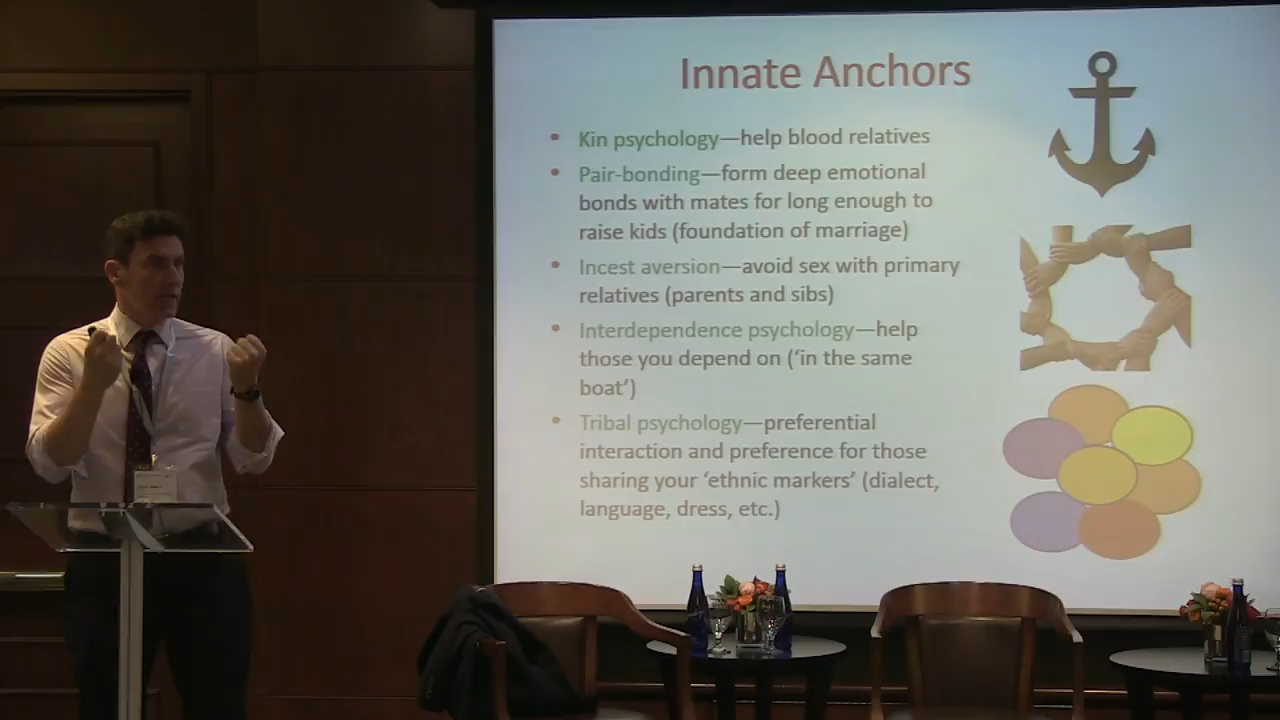 Innate Anchors
• Kin psychology—help blood relatives
• Pair-bonding—form deep emotional
bonds with mates for long enough to
raise kids (foundation of marriage)
• Incest aversion—avoid sex with primary
relatives (parents and sibs)
• Interdependence psychology—help
those you depend on (‘in the same
boat’)
• Tribal psychology—preferential
interaction and preference for those
sharing your ‘ethnic markers’ (dialect,
language, dress, etc.)